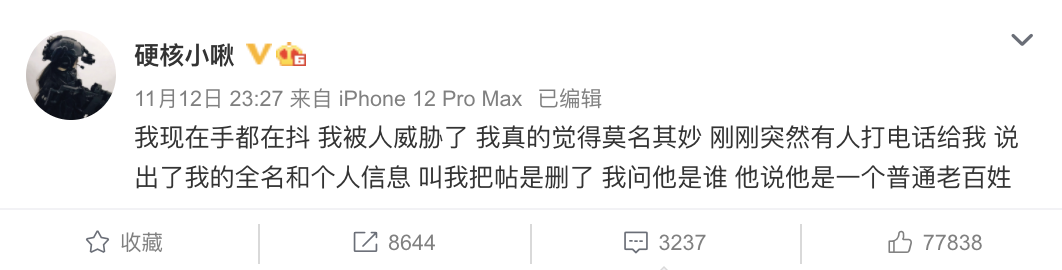 硬核小啾
11月12日 23:27 来自 iPhone 12 Pro Max 已编辑
我现在手都在抖 我被人威胁了 我真的觉得莫名其妙 刚刚突然有人打电话给我 说
出了我的全名和个人信息 叫我把帖是删了 我问他是谁 他说他是一个普通老百姓
收藏 8644 3237 77838